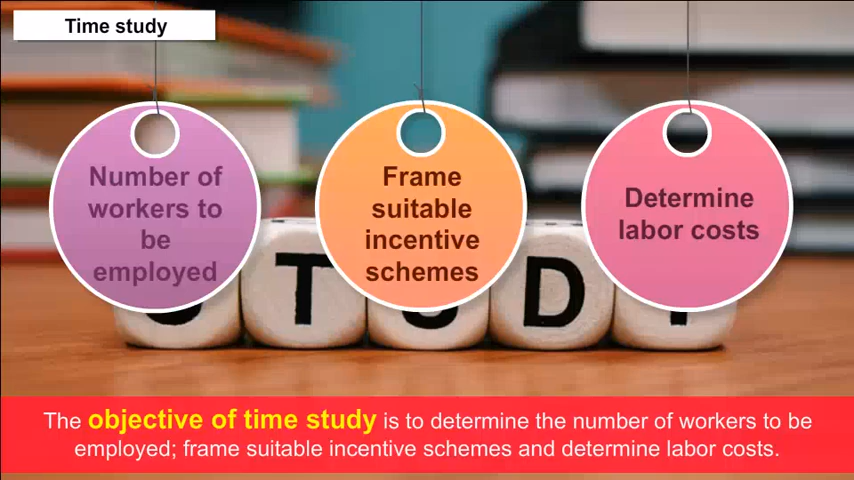 Time study
Number of
workers to
be
employed
Frame
suitable
incentive
schemes
Determine
labor costs
T D
The objective of time study is to determine the number of workers to be
employed; frame suitable incentive schemes and determine labor costs.